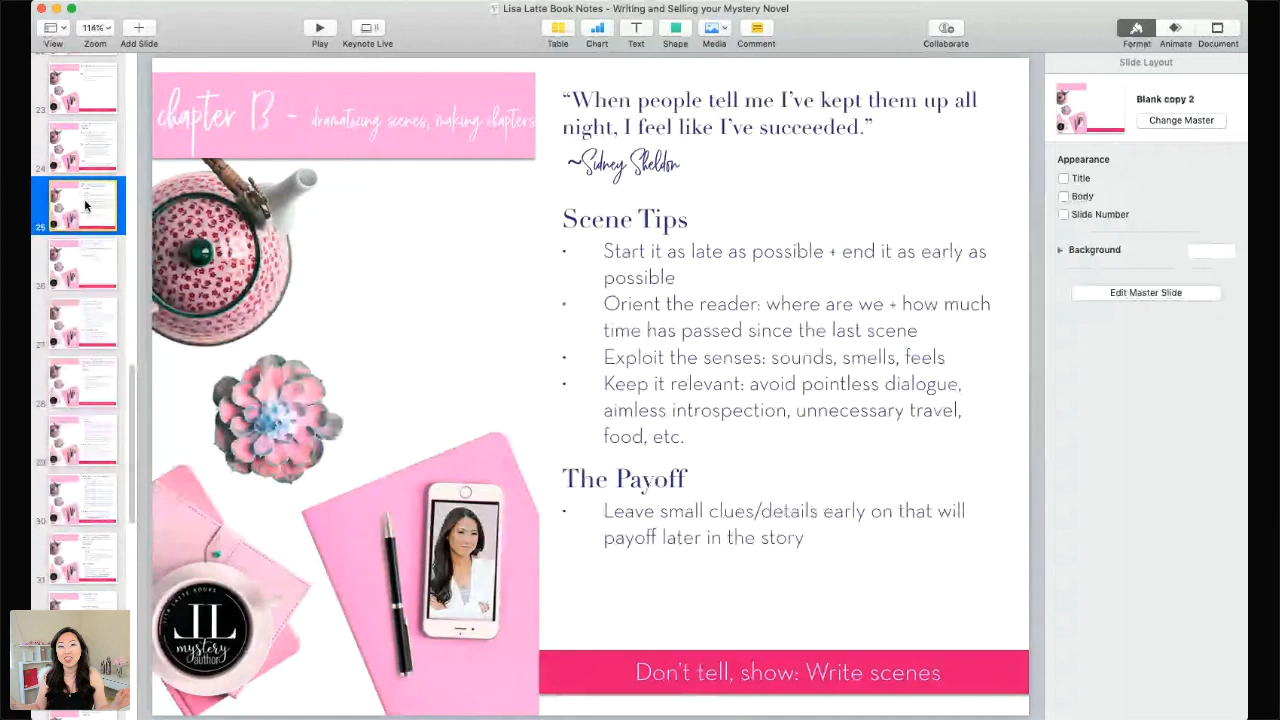 Lisa Latte Book Notes - Writing and Selling your Mystery Novel
114%
View
Zoom
Add Slide
Play
Keynote Live
Table
Chart
Text
Shape
Media
Comment
Collaborate
Format
Animate
Document
Slide Layout
Blank copy 2
Change Master
Appearance
Title
Body
Slide Number
Background
Edit Master Slide
23
24
25
28
31
chapter 13 - dramatizing scenes, making
“When people tell me I've kept them up all
night, I feel like I've succeeded.”
~Sidney Sheldon
Scene Tips
• Start it as late as possible + end it as early as
possible
• Orient the reader: where are we + how much
time has passed since the last scene
• Exploit the senses: sounds, smells, feels
• Keep it relevant: avoid pointless dialogue,
aimless introspection, unnecessary travel,
food, etc.
The Payoff
• Leave small clues/details early on that will
payoff later in the story
LL
mystery
author
Don't tell, show: Write scenes